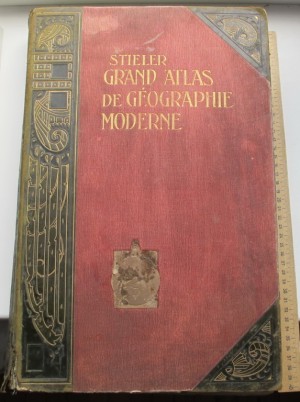 STIELER
GRAND ATLAS
DE GÉOGRAPHIE
MODERNE